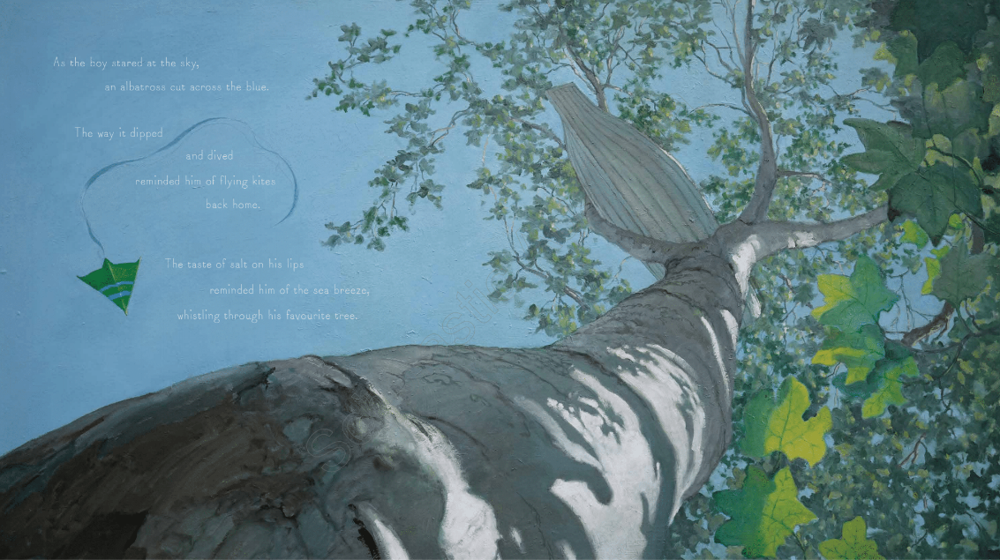 As the boy stared at the sky,
an albatross cut across the blue.
The way it dipped
and dived
reminded him of flying kites
back home.
The taste of salt on his lips
reminded him of the sea breeze,
whistling through his favourite tree.